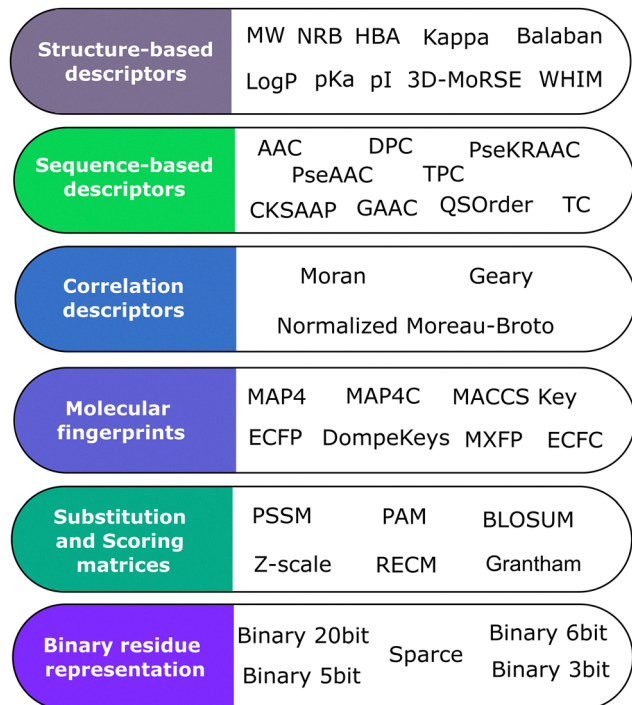 Structure-based
descriptors
MW NRB HBA Kappa Balaban
LogP pKa pI 3D-MoRSE WHIM
Sequence-based
descriptors
AAC DPC PseKRAAC
PseAAC TPC
CKSAAP GAAC QSOrder TC
Correlation
descriptors
Moran Geary
Normalized Moreau-Broto
Molecular
fingerprints
MAP4 MAP4C MACCS Key
ECFP DompeKeys MXFP ECFC
Substitution
and Scoring
matrices
PSSM PAM BLOSUM
Z-scale RECM Grantham
Binary residue
representation
Binary 20bit Sparce Binary 6bit
Binary 5bit Binary 3bit